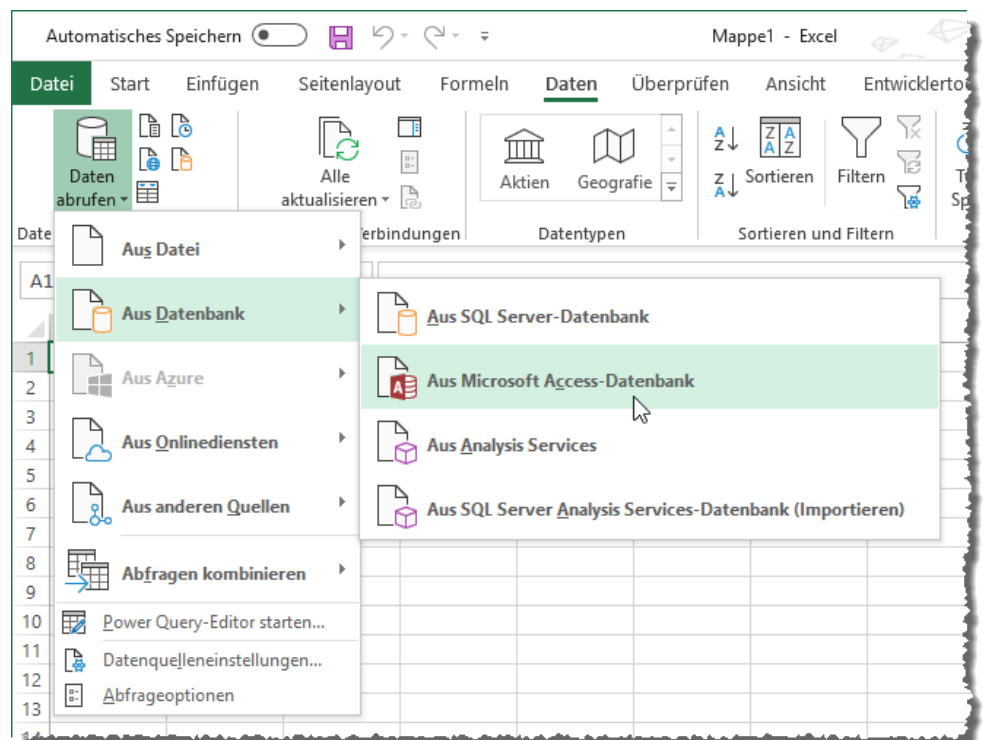 Automatisches Speichern
Mappe1 - Excel
Datei Start Einfügen Seitenlayout Formeln Daten Überprüfen Ansicht
Daten
abrufen
Alle
aktualisieren
Aktien
Geografie
A
Z
Z
A
Z A
A Z
Sortieren
Filtern
Datentypen
Sortieren und Filtern
A1
Aus Datei
Aus Datenbank
Aus Azure
Aus Onlinediensten
Aus anderen Quellen
Abfragen kombinieren
Power Query-Editor starten...
Datenquelleneinstellungen...
Abfrageoptionen
Aus SQL Server-Datenbank
Aus Microsoft Access-Datenbank
Aus Analysis Services
Aus SQL Server Analysis Services-Datenbank (Importieren)
1
2
3
4
5
6
7
8
9
10
11
12
13